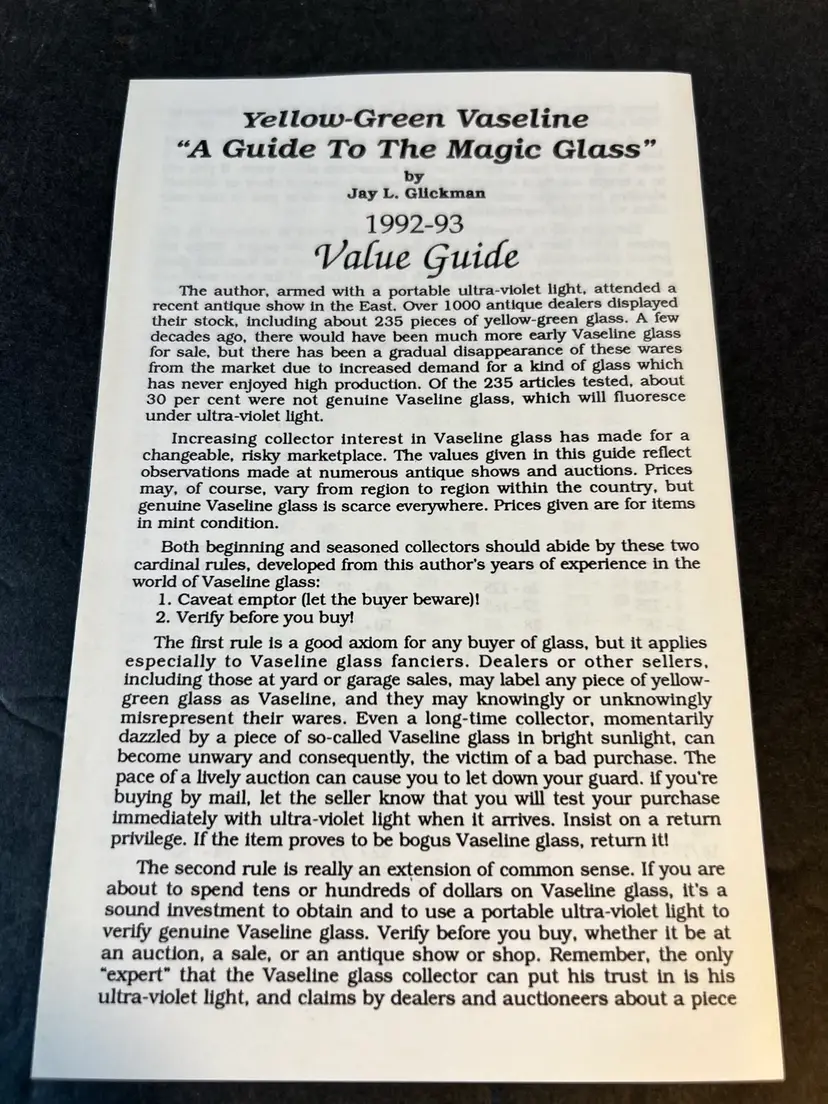 Yellow-Green Vaseline
"A Guide To The Magic Glass"
by
Jay L. Glickman
1992-93
Value Guide
The author, armed with a portable ultra-violet light, attended a
recent antique show in the East. Over 1000 antique dealers displayed
their stock, including about 235 pieces of yellow-green glass. A few
decades ago, there would have been much more early Vaseline glass
for sale, but there has been a gradual disappearance of these wares
from the market due to increased demand for a kind of glass which
has never enjoyed high production. Of the 235 articles tested, about
30 per cent were not genuine Vaseline glass, which will fluoresce
under ultra-violet light.
Increasing collector interest in Vaseline glass has made for a
changeable, risky marketplace. The values given in this guide reflect
observations made at numerous antique shows and auctions. Prices
may, of course, vary from region to region within the country, but
genuine Vaseline glass is scarce everywhere. Prices given are for items
in mint condition.
Both beginning and seasoned collectors should abide by these two
cardinal rules, developed from this author's years of experience in the
world of Vaseline glass:
1. Caveat emptor (let the buyer beware)!
2. Verify before you buy!
The first rule is a good axiom for any buyer of glass, but it applies
especially to Vaseline glass fanciers. Dealers or other sellers,
including those at yard or garage sales, may label any piece of yellow-
green glass as Vaseline, and they may knowingly or unknowingly
misrepresent their wares. Even a long-time collector, momentarily
dazzled by a piece of so-called Vaseline glass in bright sunlight, can
become unwary and consequently, the victim of a bad purchase. The
pace of a lively auction can cause you to let down your guard. if you're
buying by mail, let the seller know that you will test your purchase
immediately with ultra-violet light when it arrives. Insist on a return
privilege. If the item proves to be bogus Vaseline glass, return it!
The second rule is really an extension of common sense. If you are
about to spend tens or hundreds of dollars on Vaseline glass, it's a
sound investment to obtain and to use a portable ultra-violet light to
verify genuine Vaseline glass. Verify before you buy, whether it be at
an auction, a sale, or an antique show or shop. Remember, the only
"expert" that the Vaseline glass collector can put his trust in is his
ultra-violet light, and claims by dealers and auctioneers about a piece